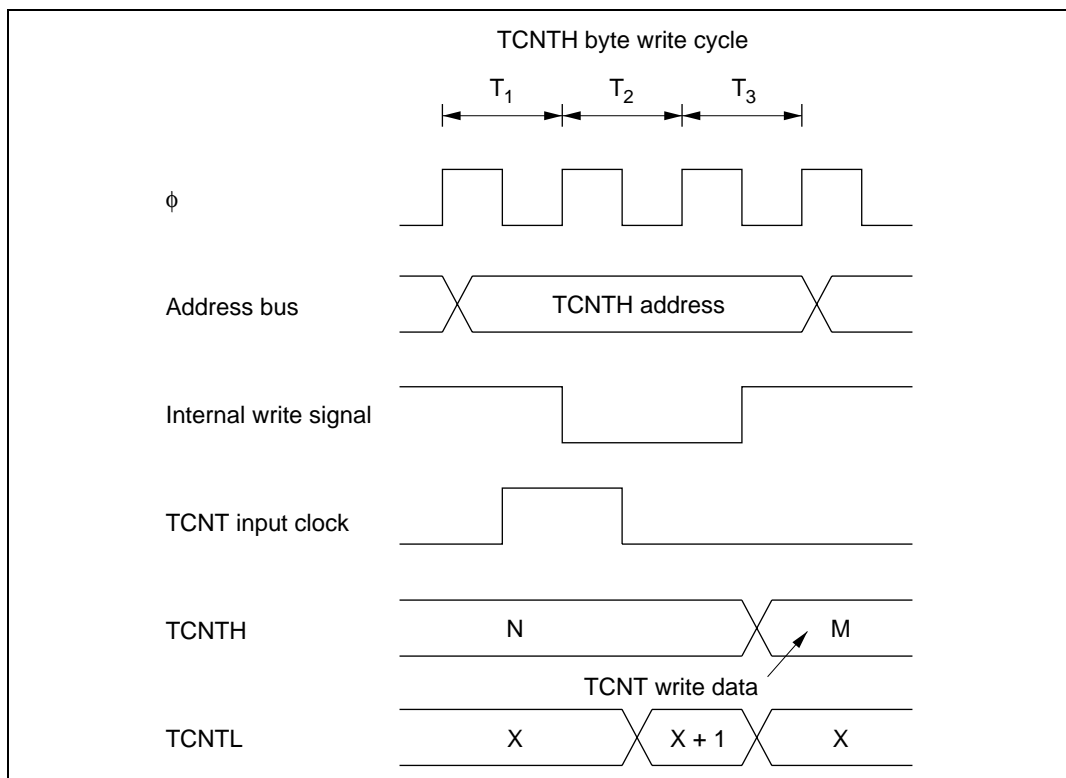 TCNTH byte write cycle
T1 T2 T3
φ
Address bus TCNTH address
Internal write signal
TCNT input clock
TCNTH N M
TCNT write data
TCNTL X X + 1 X